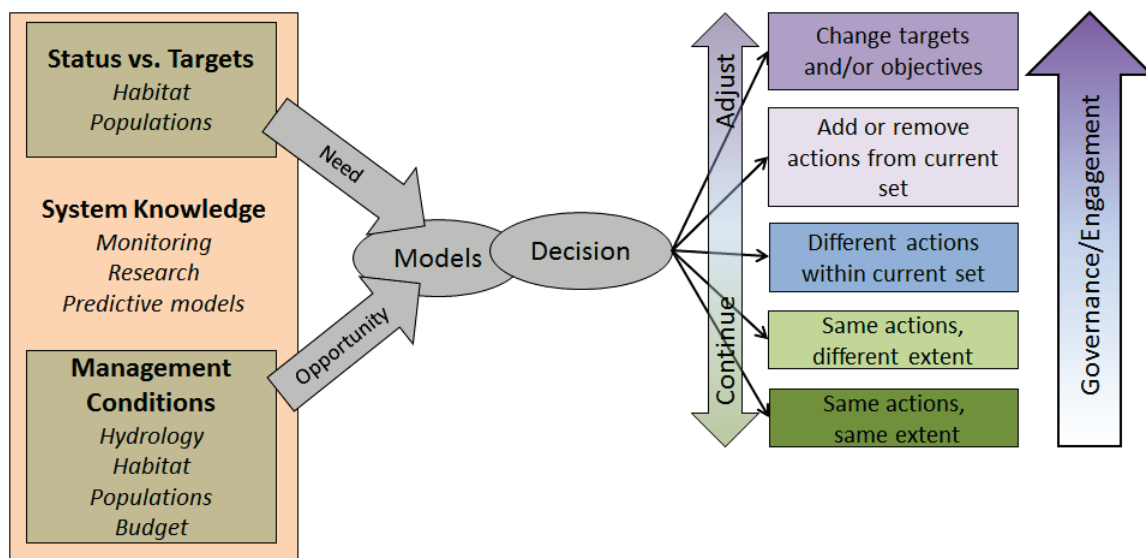 Status vs. Targets
Habitat
Populations
System Knowledge
Monitoring
Research
Predictive models
Management
Conditions
Hydrology
Habitat
Populations
Budget
Need
Opportunity
Models
Decision
Adjust
Continue
Change targets
and/or objectives
Add or remove
actions from current
set
Different actions
within current set
Same actions,
different extent
Same actions,
same extent
Governance/Engagement